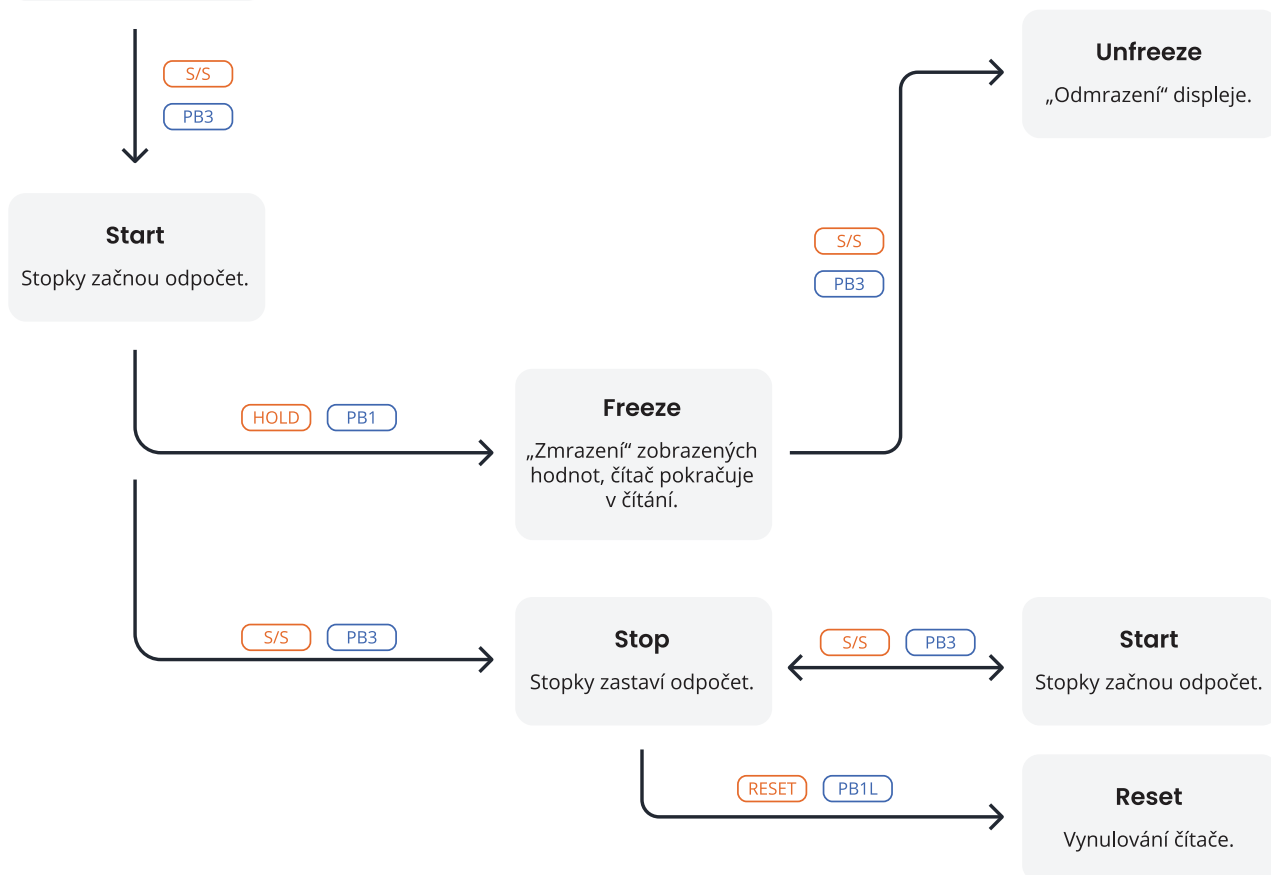 S/S
PB3
Start
Stopky začnou odpočet.
HOLD PB1
Freeze
„Zmrazení“ zobrazených
hodnot, čítač pokračuje
v čítání.
S/S
PB3
Unfreeze
„Odmrazení“ displeje.
S/S PB3
Stop
Stopky zastaví odpočet.
S/S PB3
Start
Stopky začnou odpočet.
RESET PB1L
Reset
Vynulování čítače.